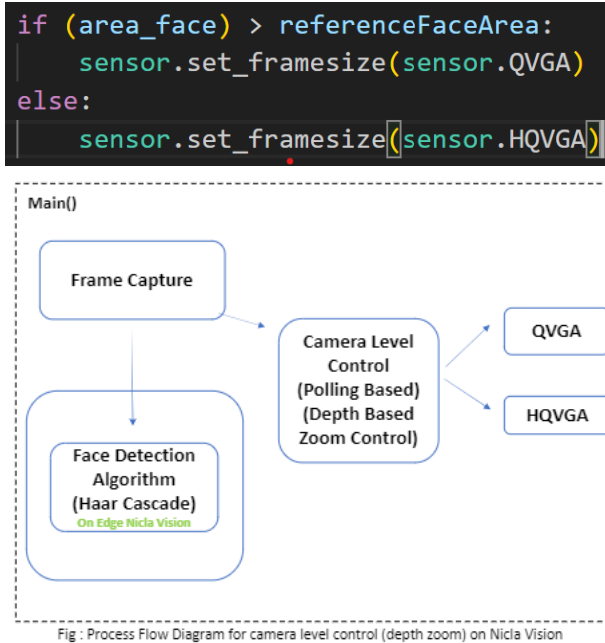 if (area_face) > referenceFaceArea:
    sensor.set_framesize(sensor.QVGA)
else:
    sensor.set_framesize(sensor.HQVGA)
Main()
Frame Capture
Camera Level
Control
(Polling Based)
(Depth Based
Zoom Control)
QVGA
HQVGA
Face Detection
Algorithm
(Haar Cascade)
On Edge Nicla Vision
Fig : Process Flow Diagram for camera level control (depth zoom) on Nicla Vision